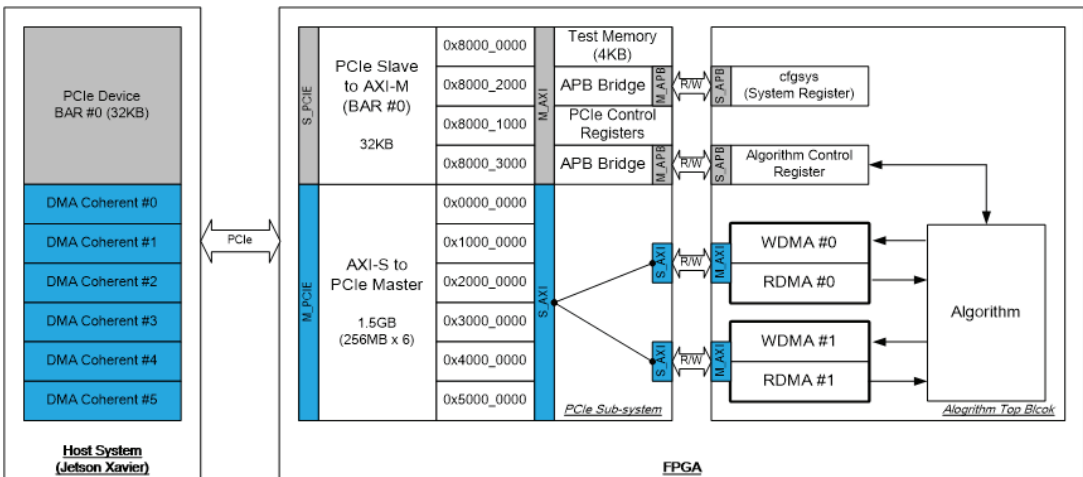 PCIe Device
BAR #0 (32KB)
DMA Coherent #0
DMA Coherent #1
DMA Coherent #2
DMA Coherent #3
DMA Coherent #4
DMA Coherent #5
Host System
(Jetson Xavier)
PCIe
S_PCIE
M_PCIE
PCIe Slave
to AXI-M
(BAR #0)
32KB
AXI-S to
PCIe Master
1.5GB
(256MB x 6)
0x8000_0000
0x8000_2000
0x8000_1000
0x8000_3000
0x0000_0000
0x1000_0000
0x2000_0000
0x3000_0000
0x4000_0000
0x5000_0000
M_AXI
S_AXI
Test Memory
(4KB)
APB Bridge
M_APB
PCIe Control
Registers
APB Bridge
M_APB
S_AXI
S_AXI
PCIe Sub-system
R/W
R/W
R/W
R/W
S_APB
cfgsys
(System Register)
S_APB
Algorithm Control
Register
M_AXI
WDMA #0
RDMA #0
M_AXI
WDMA #1
RDMA #1
Algorithm
Alogrithm Top Blcok
FPGA